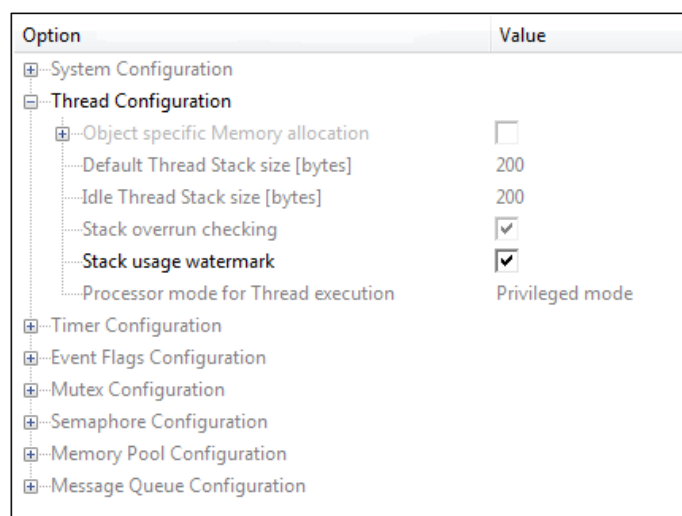 Option Value
System Configuration
Thread Configuration
Object specific Memory allocation
Default Thread Stack size [bytes] 200
Idle Thread Stack size [bytes] 200
Stack overrun checking
Stack usage watermark
Processor mode for Thread execution Privileged mode
Timer Configuration
Event Flags Configuration
Mutex Configuration
Semaphore Configuration
Memory Pool Configuration
Message Queue Configuration